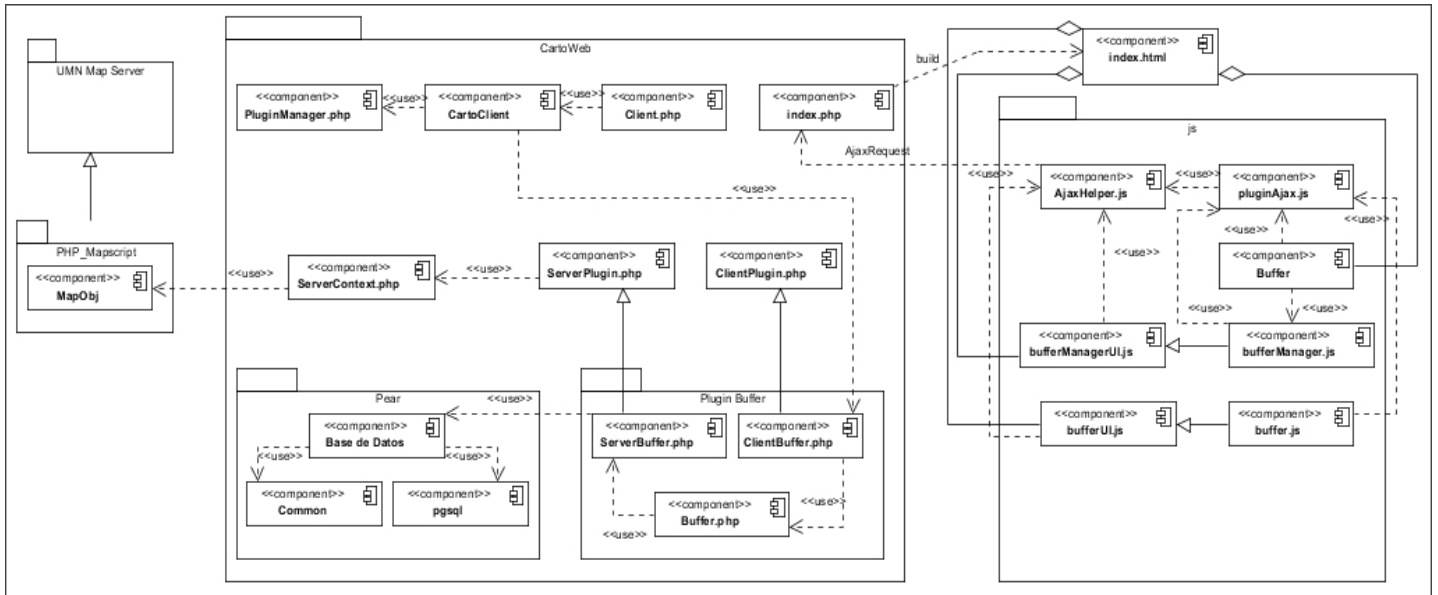 UMN Map Server
PHP_Mapscript
<<component>>
MapObj
<<use>>
CartoWeb
<<component>>
PluginManager.php
<<use>>
<<component>>
CartoClient
<<use>>
<<component>>
Client.php
<<component>>
index.php
build
AjaxRequest
<<use>>
<<component>>
ServerContext.php
<<use>>
<<component>>
ServerPlugin.php
<<component>>
ClientPlugin.php
Pear
<<use>>
<<component>>
Base de Datos
<<use>>
<<use>>
<<component>>
Common
<<component>>
pgsql
Plugin Buffer
<<component>>
ServerBuffer.php
<<component>>
ClientBuffer.php
<<component>>
Buffer.php
<<use>>
<<use>>
<<component>>
index.html
js
<<use>>
<<component>>
AjaxHelper.js
<<use>>
<<component>>
pluginAjax.js
<<use>>
<<use>>
<<use>>
<<component>>
Buffer
<<use>>
<<use>>
<<component>>
bufferManagerUI.js
<<component>>
bufferManager.js
<<component>>
bufferUI.js
<<component>>
buffer.js